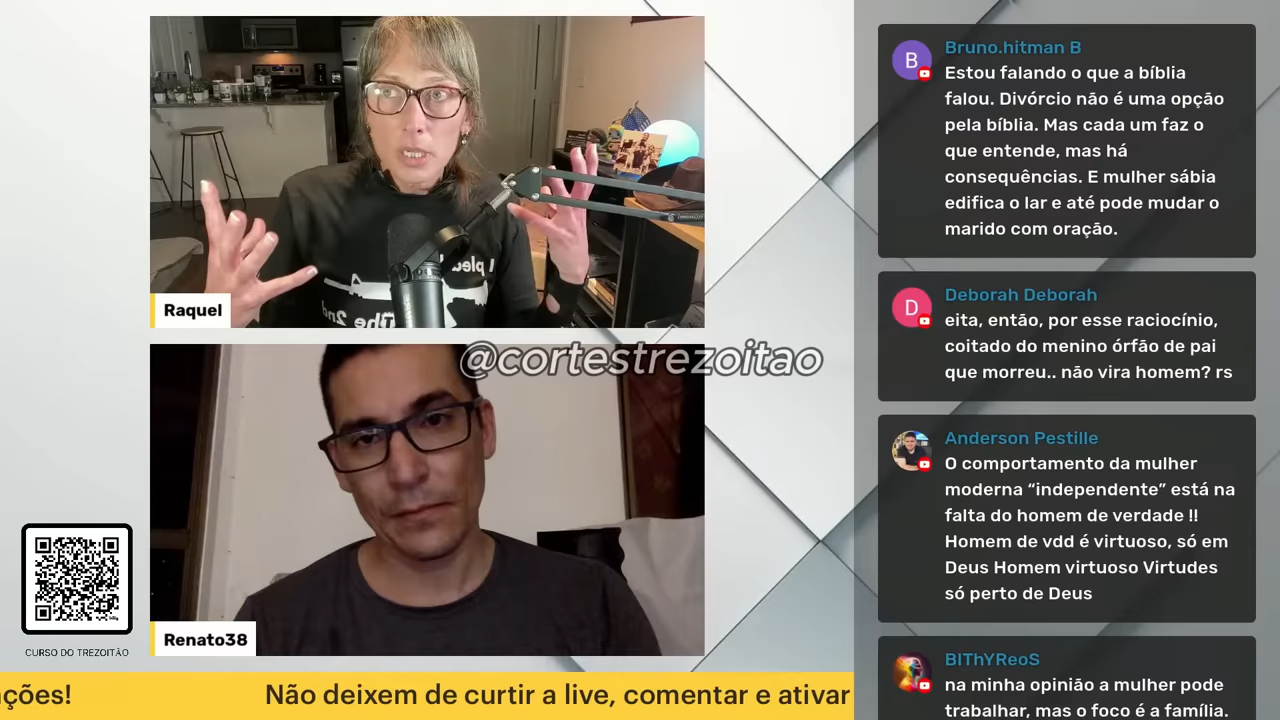 I plea
The 2nd
Raquel
@cortestrezoitao
Renato38
CURSO DO TREZOITÃO
ações!
Não deixem de curtir a live, comentar e ativar
B
Bruno.hitman B
Estou falando o que a bíblia
falou. Divórcio não é uma opção
pela bíblia. Mas cada um faz o
que entende, mas há
consequências. E mulher sábia
edifica o lar e até pode mudar o
marido com oração.
D
Deborah Deborah
eita, então, por esse raciocínio,
coitado do menino órfão de pai
que morreu.. não vira homem? rs
Anderson Pestille
O comportamento da mulher
moderna “independente” está na
falta do homem de verdade !!
Homem de vdd é virtuoso, só em
Deus Homem virtuoso Virtudes
só perto de Deus
BIThYReoS
na minha opinião a mulher pode
trabalhar, mas o foco é a família.